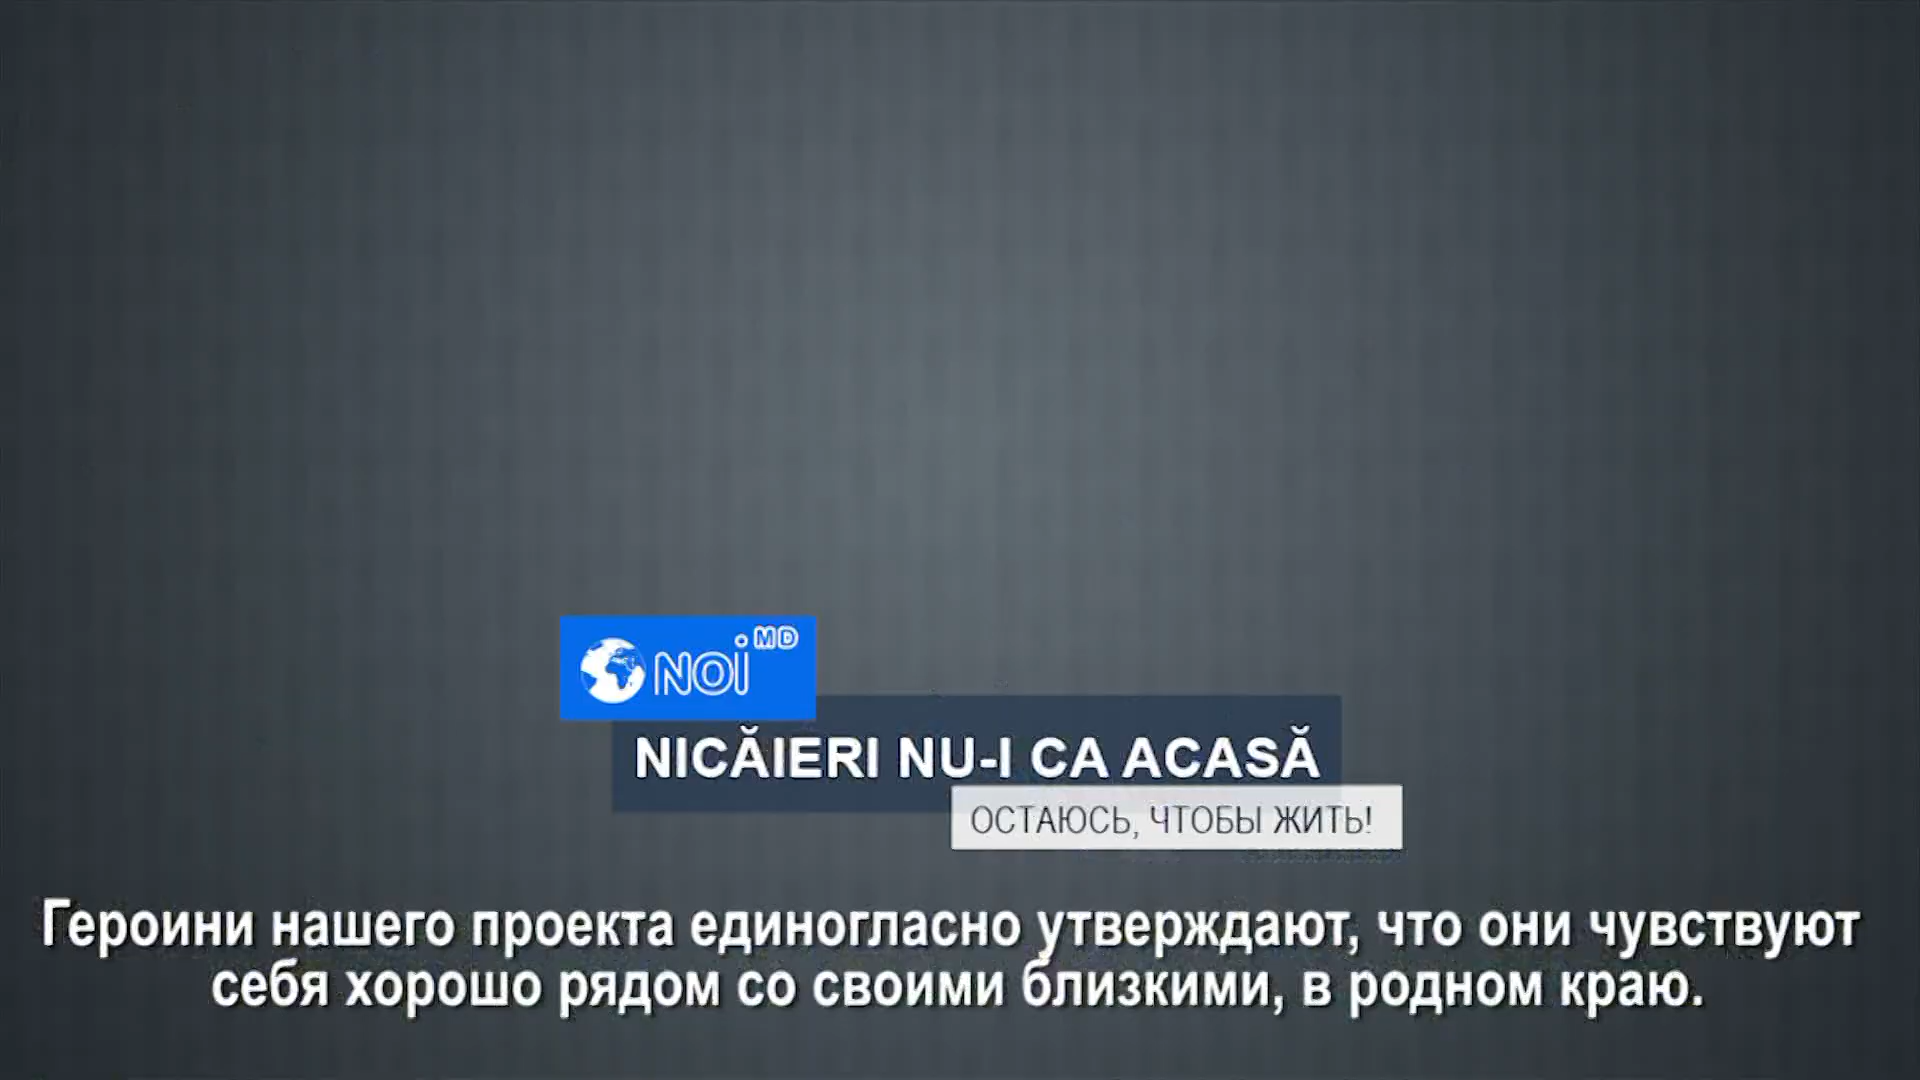 NOi MD
NICĂIERI NU-I CA ACASĂ
ОСТАЮСЬ, ЧТОБЫ ЖИТЬ!
Героини нашего проекта единогласно утверждают, что они чувствуют
себя хорошо рядом со своими близкими, в родном краю.